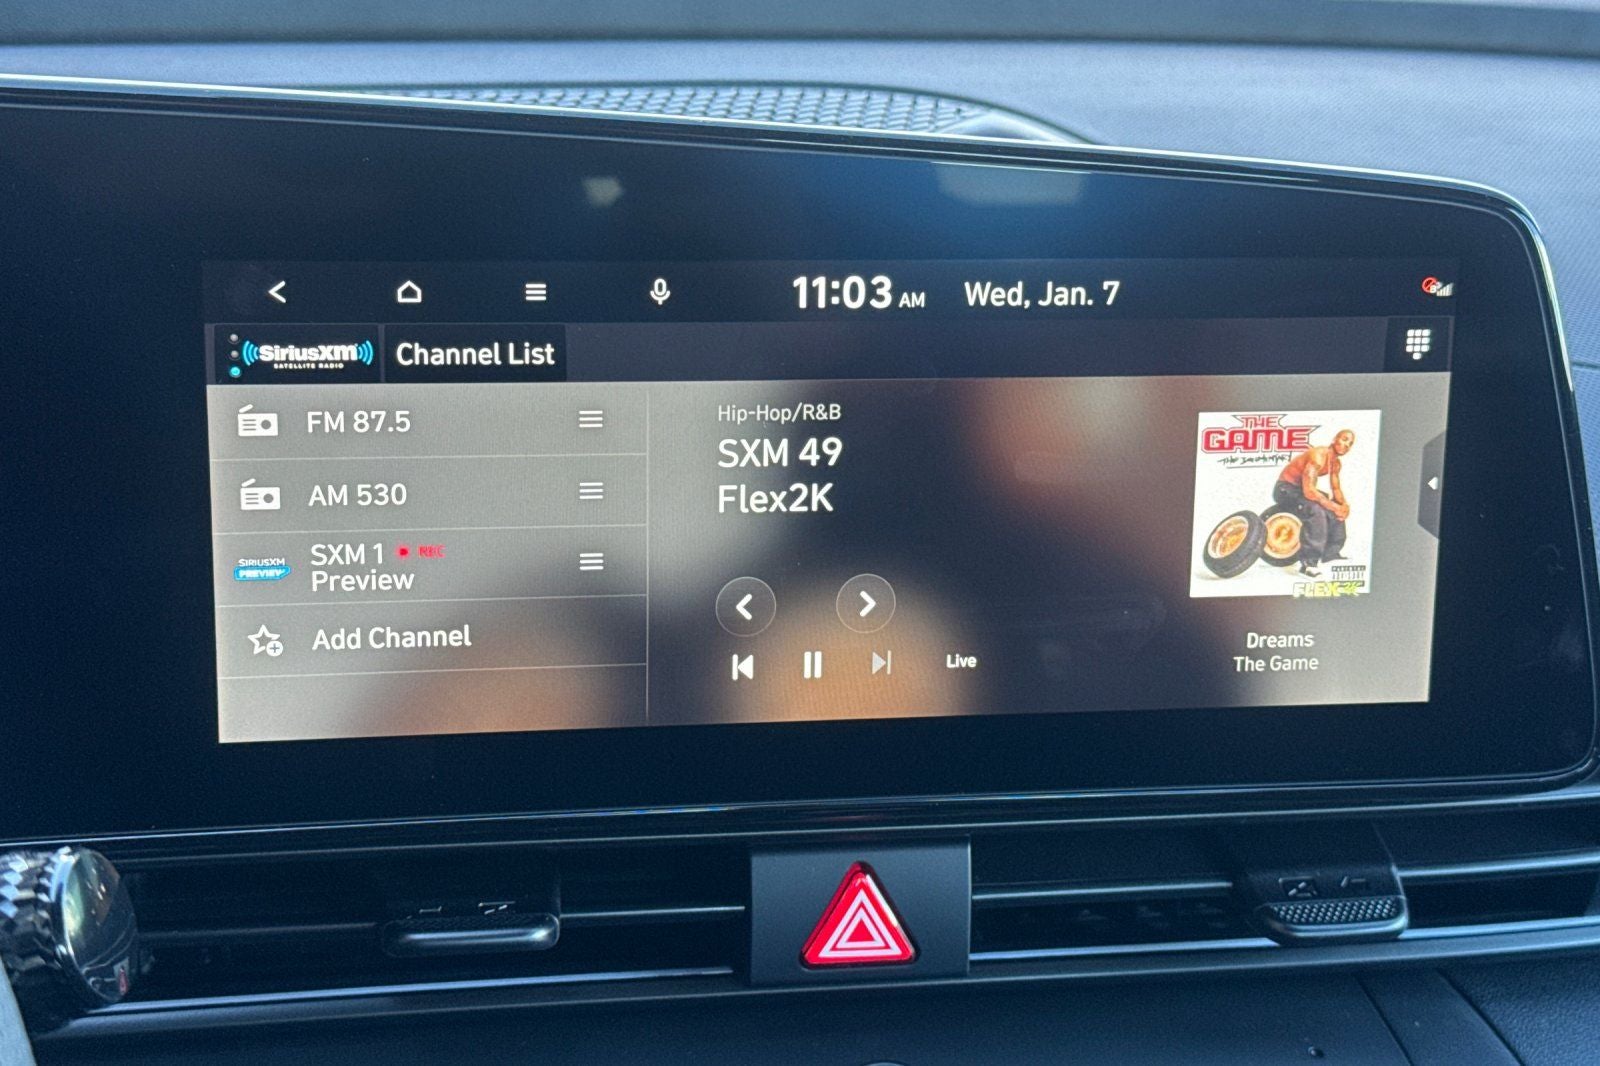 11:03 AM Wed, Jan. 7
SiriusXM
SATELLITE RADIO
Channel List
FM 87.5
AM 530
SIRIUSXM
PREVIEW
SXM 1 REC
Preview
Add Channel
Hip-Hop/R&B
SXM 49
Flex2K
Live
THE
GAME
FLEX2K
Dreams
The Game